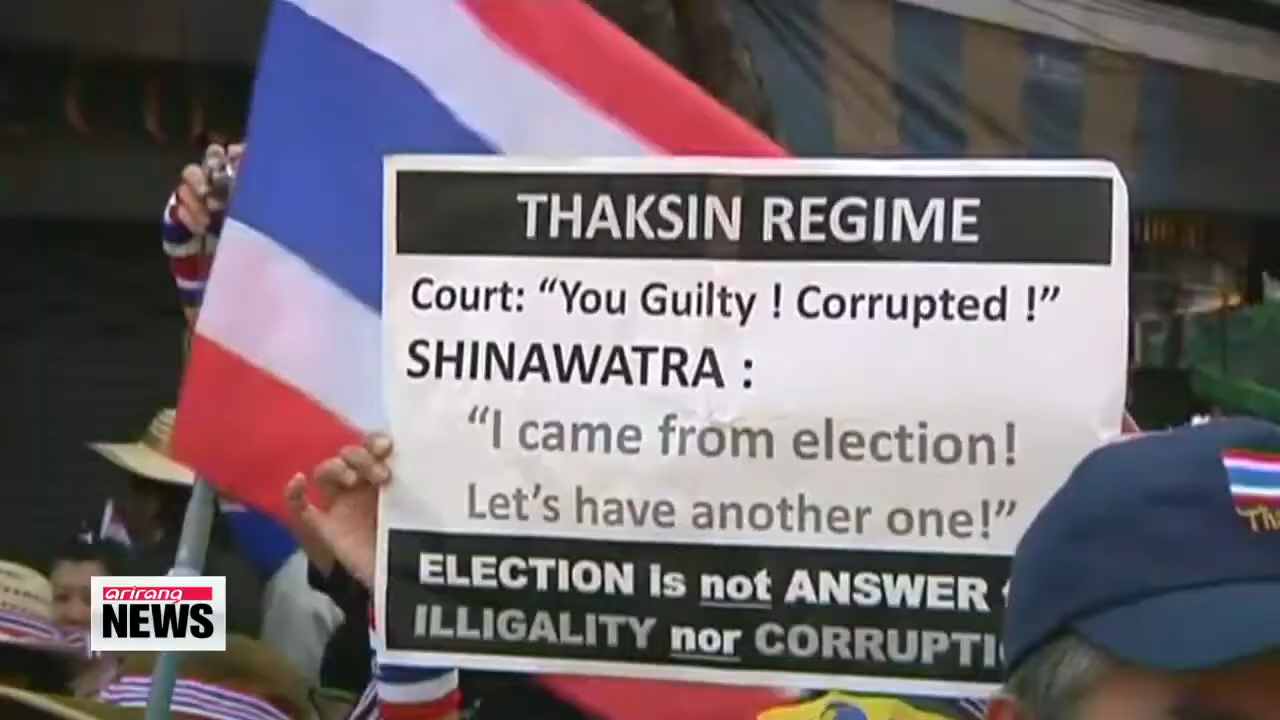 THAKSIN REGIME
Court: “You Guilty ! Corrupted !”
SHINAWATRA :
“I came from election!
Let’s have another one!”
ELECTION is not ANSWER
ILLIGALITY nor CORRUPTI
arirang
NEWS